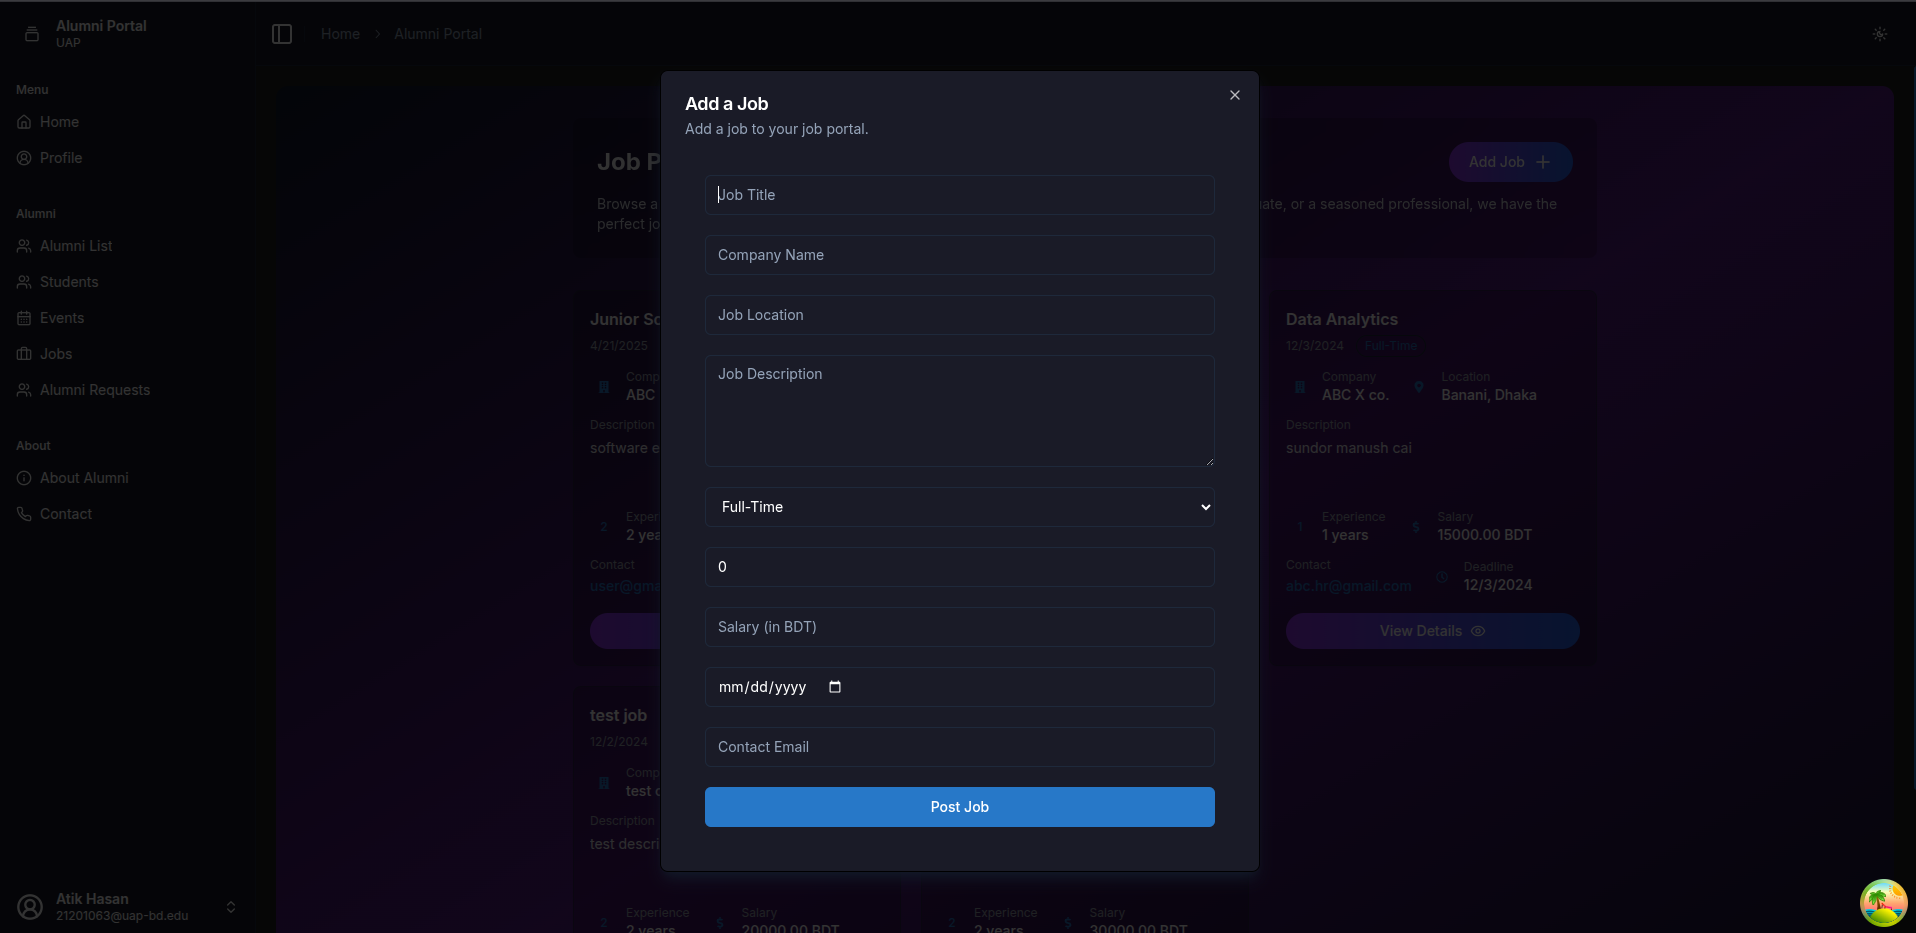 Alumni Portal
UAP
Menu
Home
Profile
Alumni
Alumni List
Students
Events
Jobs
Alumni Requests
About
About Alumni
Contact
Atik Hasan
21201063@uap-bd.edu
Home > Alumni Portal
Job P
Add Job +
Browse a
ate, or a seasoned professional, we have the
perfect jo
Junior So
4/21/2025
Comp
ABC
Description
software e
Exper
2 yea
Contact
user@gma
Data Analytics
12/3/2024 Full-Time
Company Location
ABC X co. Banani, Dhaka
Description
sundor manush cai
1 Experience $ Salary
1 years 15000.00 BDT
Contact Deadline
abc.hr@gmail.com 12/3/2024
View Details
test job
12/2/2024
Comp
test c
Description
test descri
2 Experience $ Salary
2 years 20000.00 BDT
2 Experience $ Salary
2 years 30000.00 BDT
Add a Job
Add a job to your job portal.
Job Title
Company Name
Job Location
Job Description
Full-Time
0
Salary (in BDT)
mm/dd/yyyy
Contact Email
Post Job